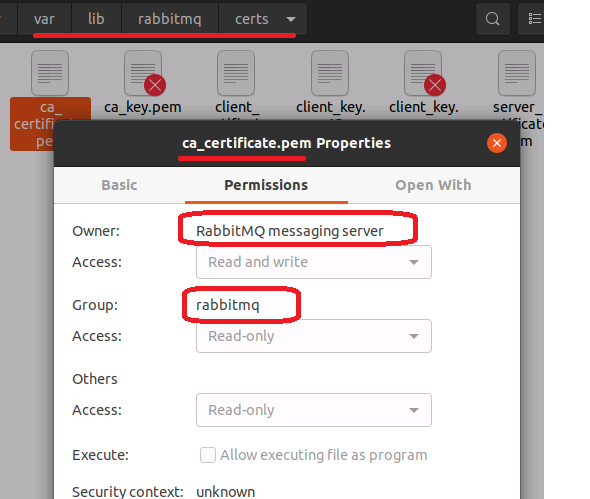 var lib rabbitmq certs
ca_ ca_key.pem client_ client_key. client_key. server_
ca_certificate.pem Properties
Basic Permissions Open With
Owner: RabbitMQ messaging server
Access: Read and write
Group: rabbitmq
Access: Read-only
Others
Access: Read-only
Execute: Allow executing file as program
Security context: unknown